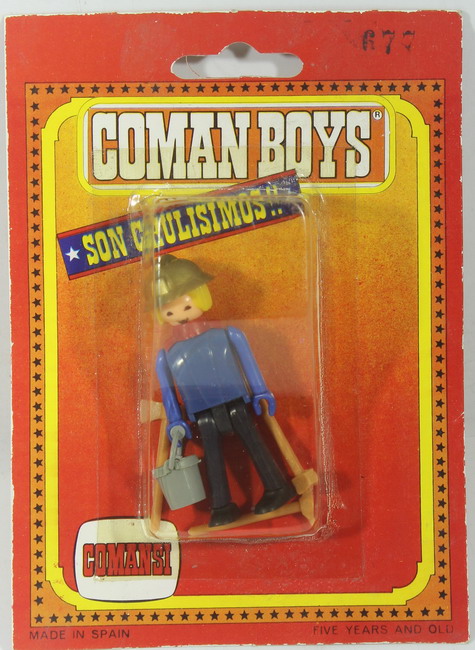 677
COMAN BOYS®
SON CHULISIMOS!!
COMANSI
MADE IN SPAIN
FIVE YEARS AND OLD